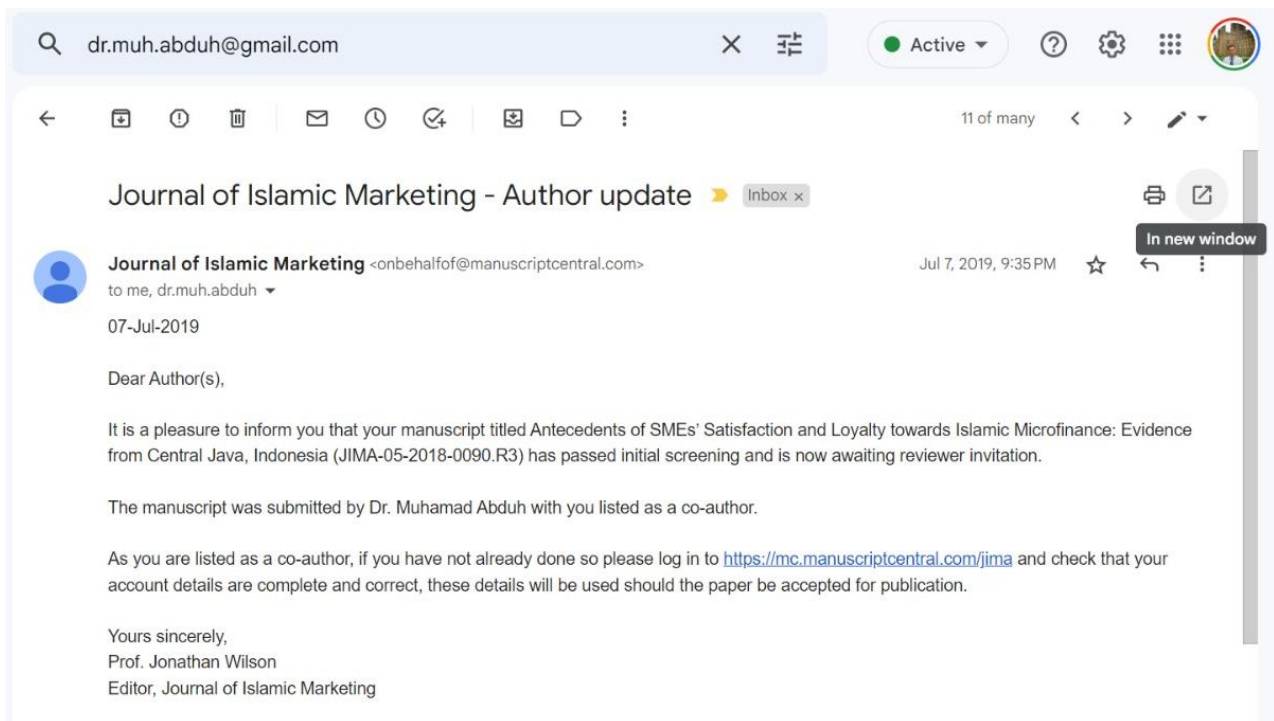 dr.muh.abduh@gmail.com
Active
11 of many
Journal of Islamic Marketing - Author update
Inbox x
In new window
Journal of Islamic Marketing <onbehalfof@manuscriptcentral.com>
Jul 7, 2019, 9:35 PM
to me, dr.muh.abduh
07-Jul-2019
Dear Author(s),
It is a pleasure to inform you that your manuscript titled Antecedents of SMEs' Satisfaction and Loyalty towards Islamic Microfinance: Evidence
from Central Java, Indonesia (JIMA-05-2018-0090.R3) has passed initial screening and is now awaiting reviewer invitation.
The manuscript was submitted by Dr. Muhamad Abduh with you listed as a co-author.
As you are listed as a co-author, if you have not already done so please log in to https://mc.manuscriptcentral.com/jima and check that your
account details are complete and correct, these details will be used should the paper be accepted for publication.
Yours sincerely,
Prof. Jonathan Wilson
Editor, Journal of Islamic Marketing